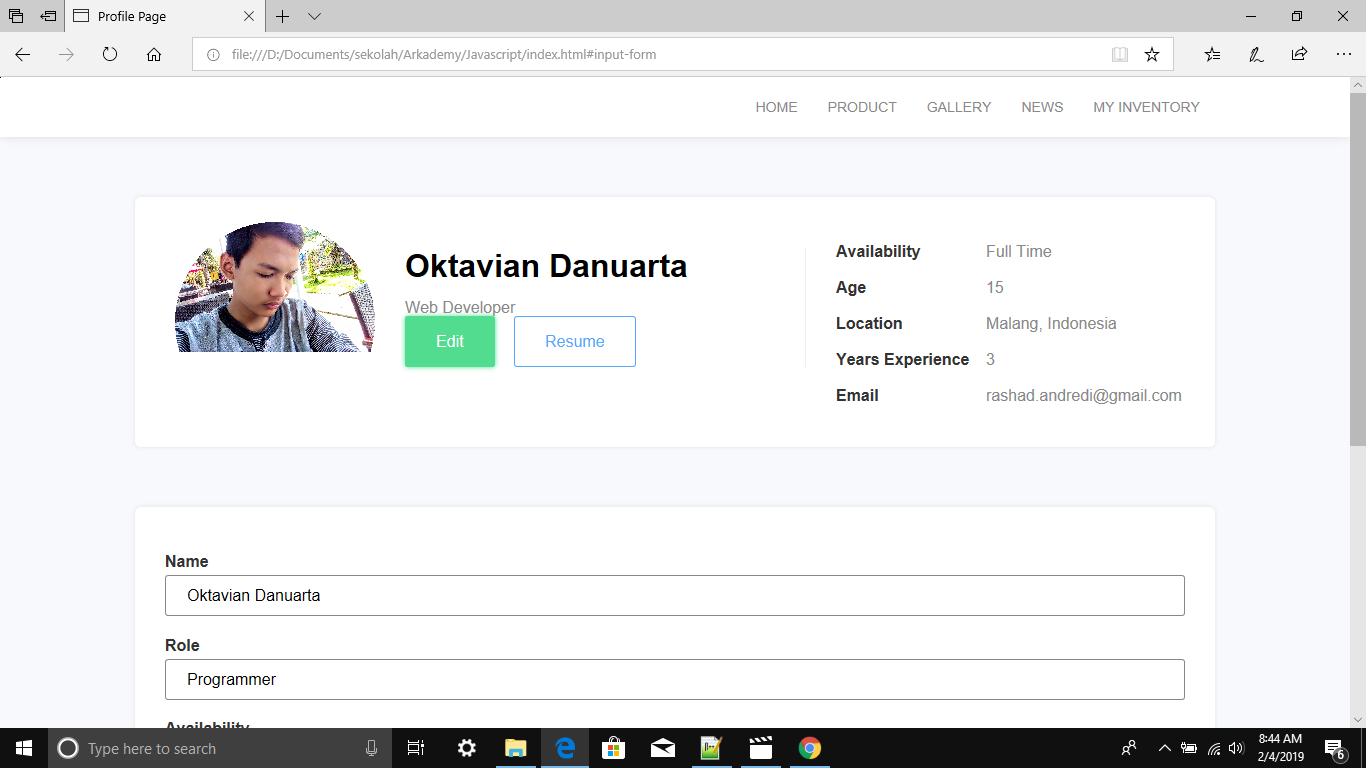 Profile Page
file:///D:/Documents/sekolah/Arkademy/Javascript/index.html#input-form
HOME PRODUCT GALLERY NEWS MY INVENTORY
Oktavian Danuarta
Web Developer
Edit Resume
Availability Full Time
Age 15
Location Malang, Indonesia
Years Experience 3
Email rashad.andredi@gmail.com
Name
Oktavian Danuarta
Role
Programmer
Availability
Type here to search
8:44 AM
2/4/2019
6